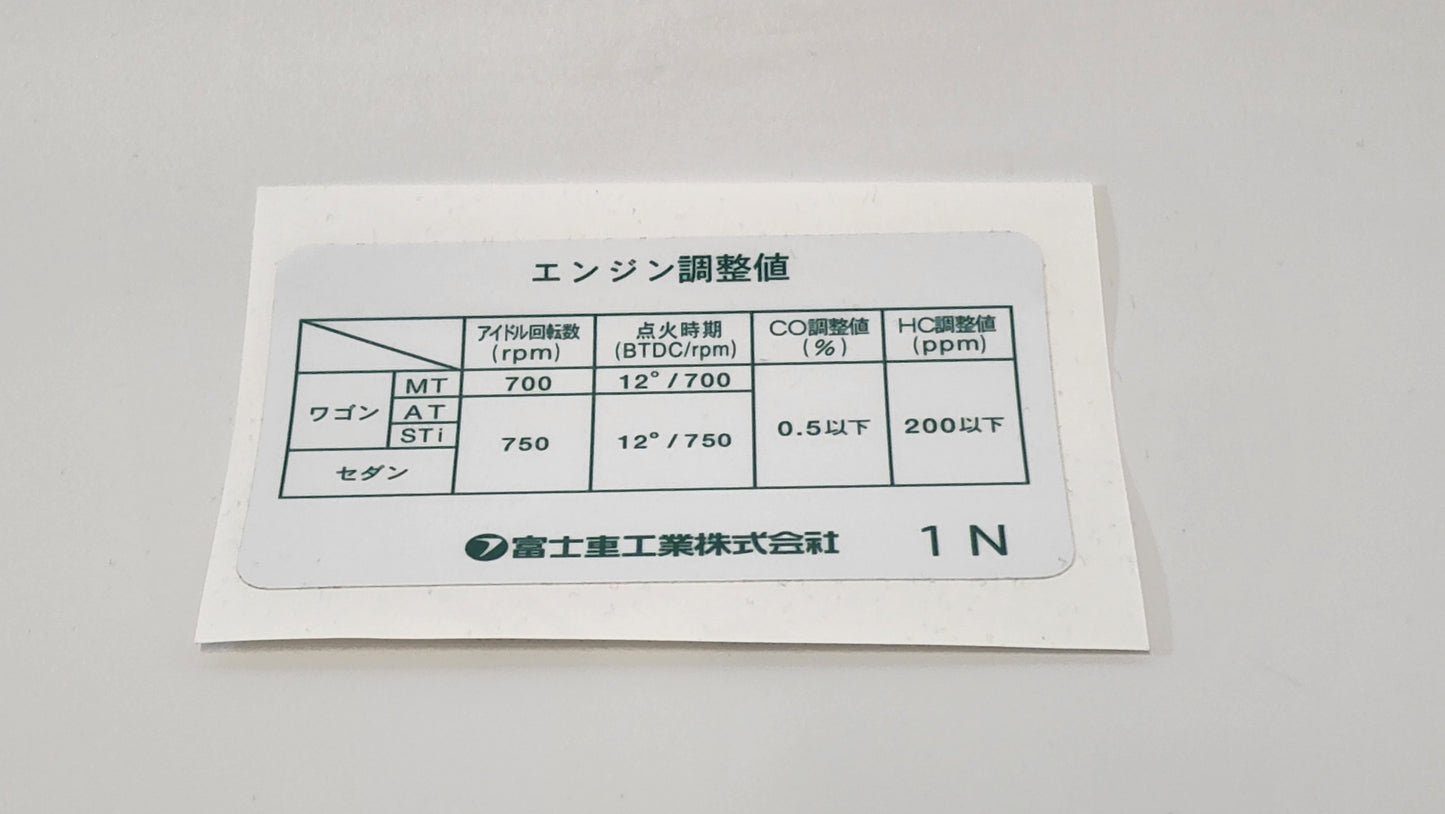 エンジン調整値
アイドル回転数 点火時期 CO調整値 HC調整値
(rpm) (BTDC/rpm) (%) (ppm)
ワゴン MT 700 12°/700
AT
STi
750 12°/750 0.5以下 200以下
セダン
富士重工業株式会社 1N